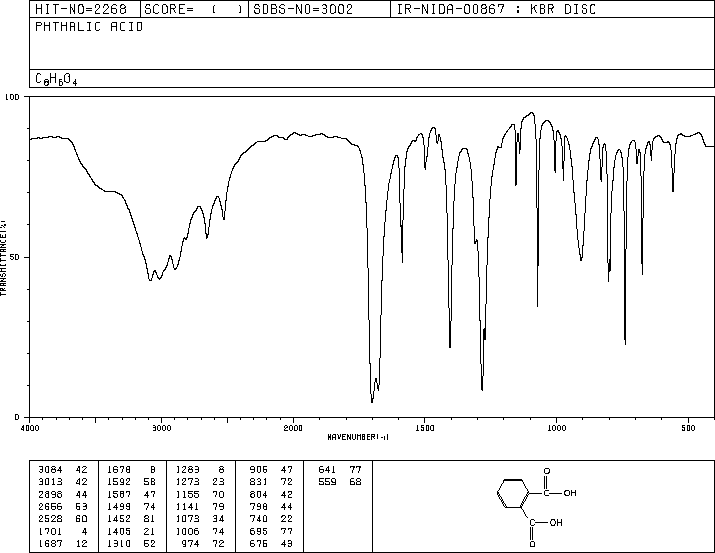 HIT-NO=2268 SCORE= ( ) SDBS-NO=3002 IR-NIDA-00867 : KBR DISC
PHTHALIC ACID
C8H6O4
100
50
0
TRANSMITTANCE(%)
4000 3000 2000 1500 1000 500
WAVENUMBER(-1)
3084 42 1678 8 1283 8 906 47 641 77
3013 42 1592 58 1273 23 831 72 559 68
2898 44 1587 47 1155 70 804 42
2656 53 1499 74 1141 79 798 44
2528 60 1452 81 1073 34 740 22
1701 4 1405 21 1006 74 695 77
1687 12 1310 52 974 72 676 43
O
C—OH
C—OH
O